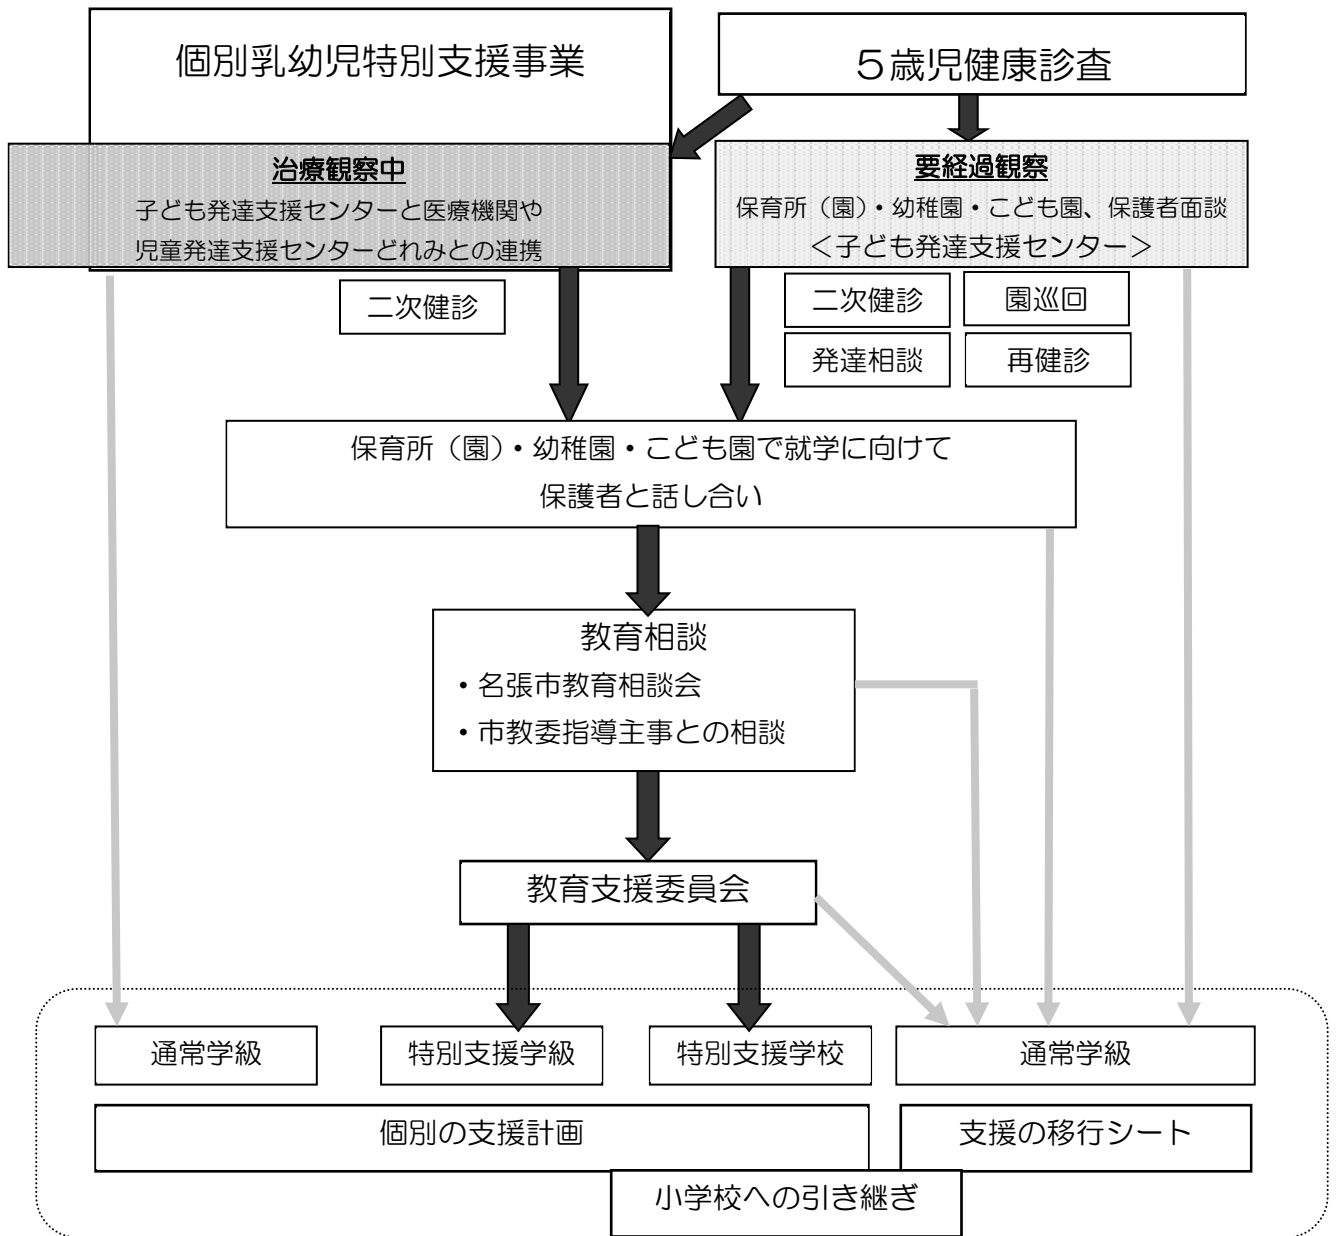 個別乳幼児特別支援事業
５歳児健康診査
治療観察中
子ども発達支援センターと医療機関や
児童発達支援センターどれみとの連携
要経過観察
保育所（園）・幼稚園・こども園、保護者面談
＜子ども発達支援センター＞
二次健診
二次健診
園巡回
発達相談
再健診
保育所（園）・幼稚園・こども園で就学に向けて
保護者と話し合い
教育相談
・名張市教育相談会
・市教委指導主事との相談
教育支援委員会
通常学級
特別支援学級
特別支援学校
通常学級
個別の支援計画
支援の移行シート
小学校への引き継ぎ